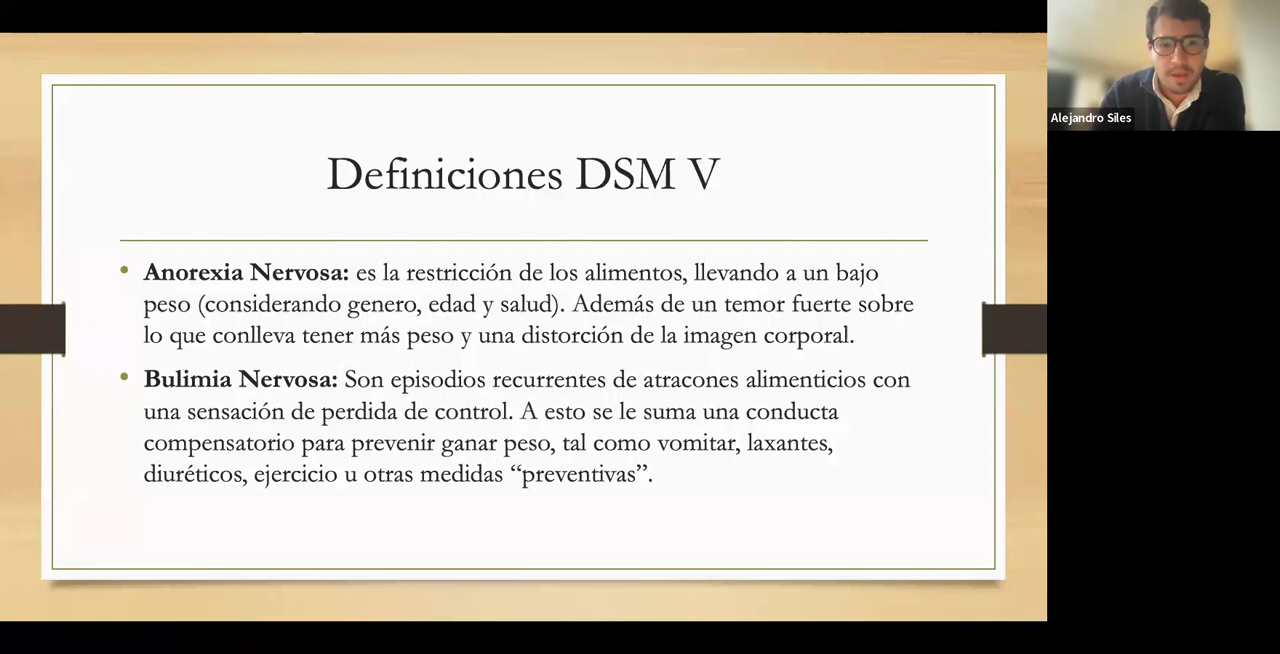 Definiciones DSM V
• Anorexia Nervosa: es la restricción de los alimentos, llevando a un bajo
peso (considerando genero, edad y salud). Además de un temor fuerte sobre
lo que conlleva tener más peso y una distorción de la imagen corporal.
• Bulimia Nervosa: Son episodios recurrentes de atracones alimenticios con
una sensación de perdida de control. A esto se le suma una conducta
compensatorio para prevenir ganar peso, tal como vomitar, laxantes,
diuréticos, ejercicio u otras medidas “preventivas”.
Alejandro Siles